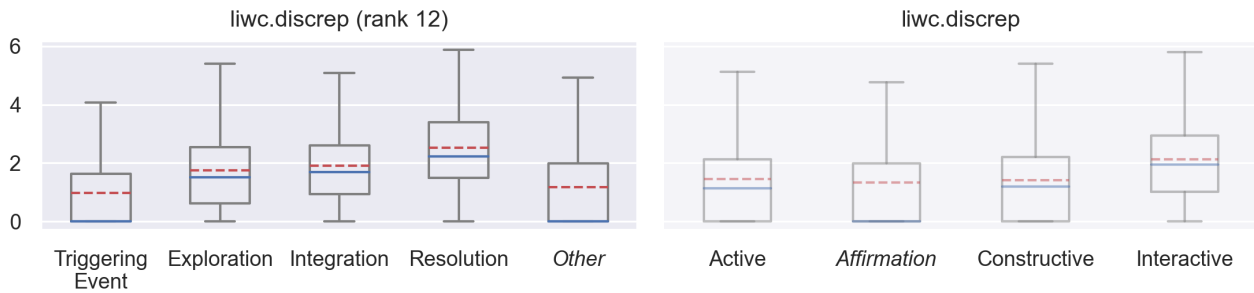 liwc.discrep (rank 12)
liwc.discrep
6
4
2
0
Triggering Event
Exploration
Integration
Resolution
Other
Active
Affirmation
Constructive
Interactive